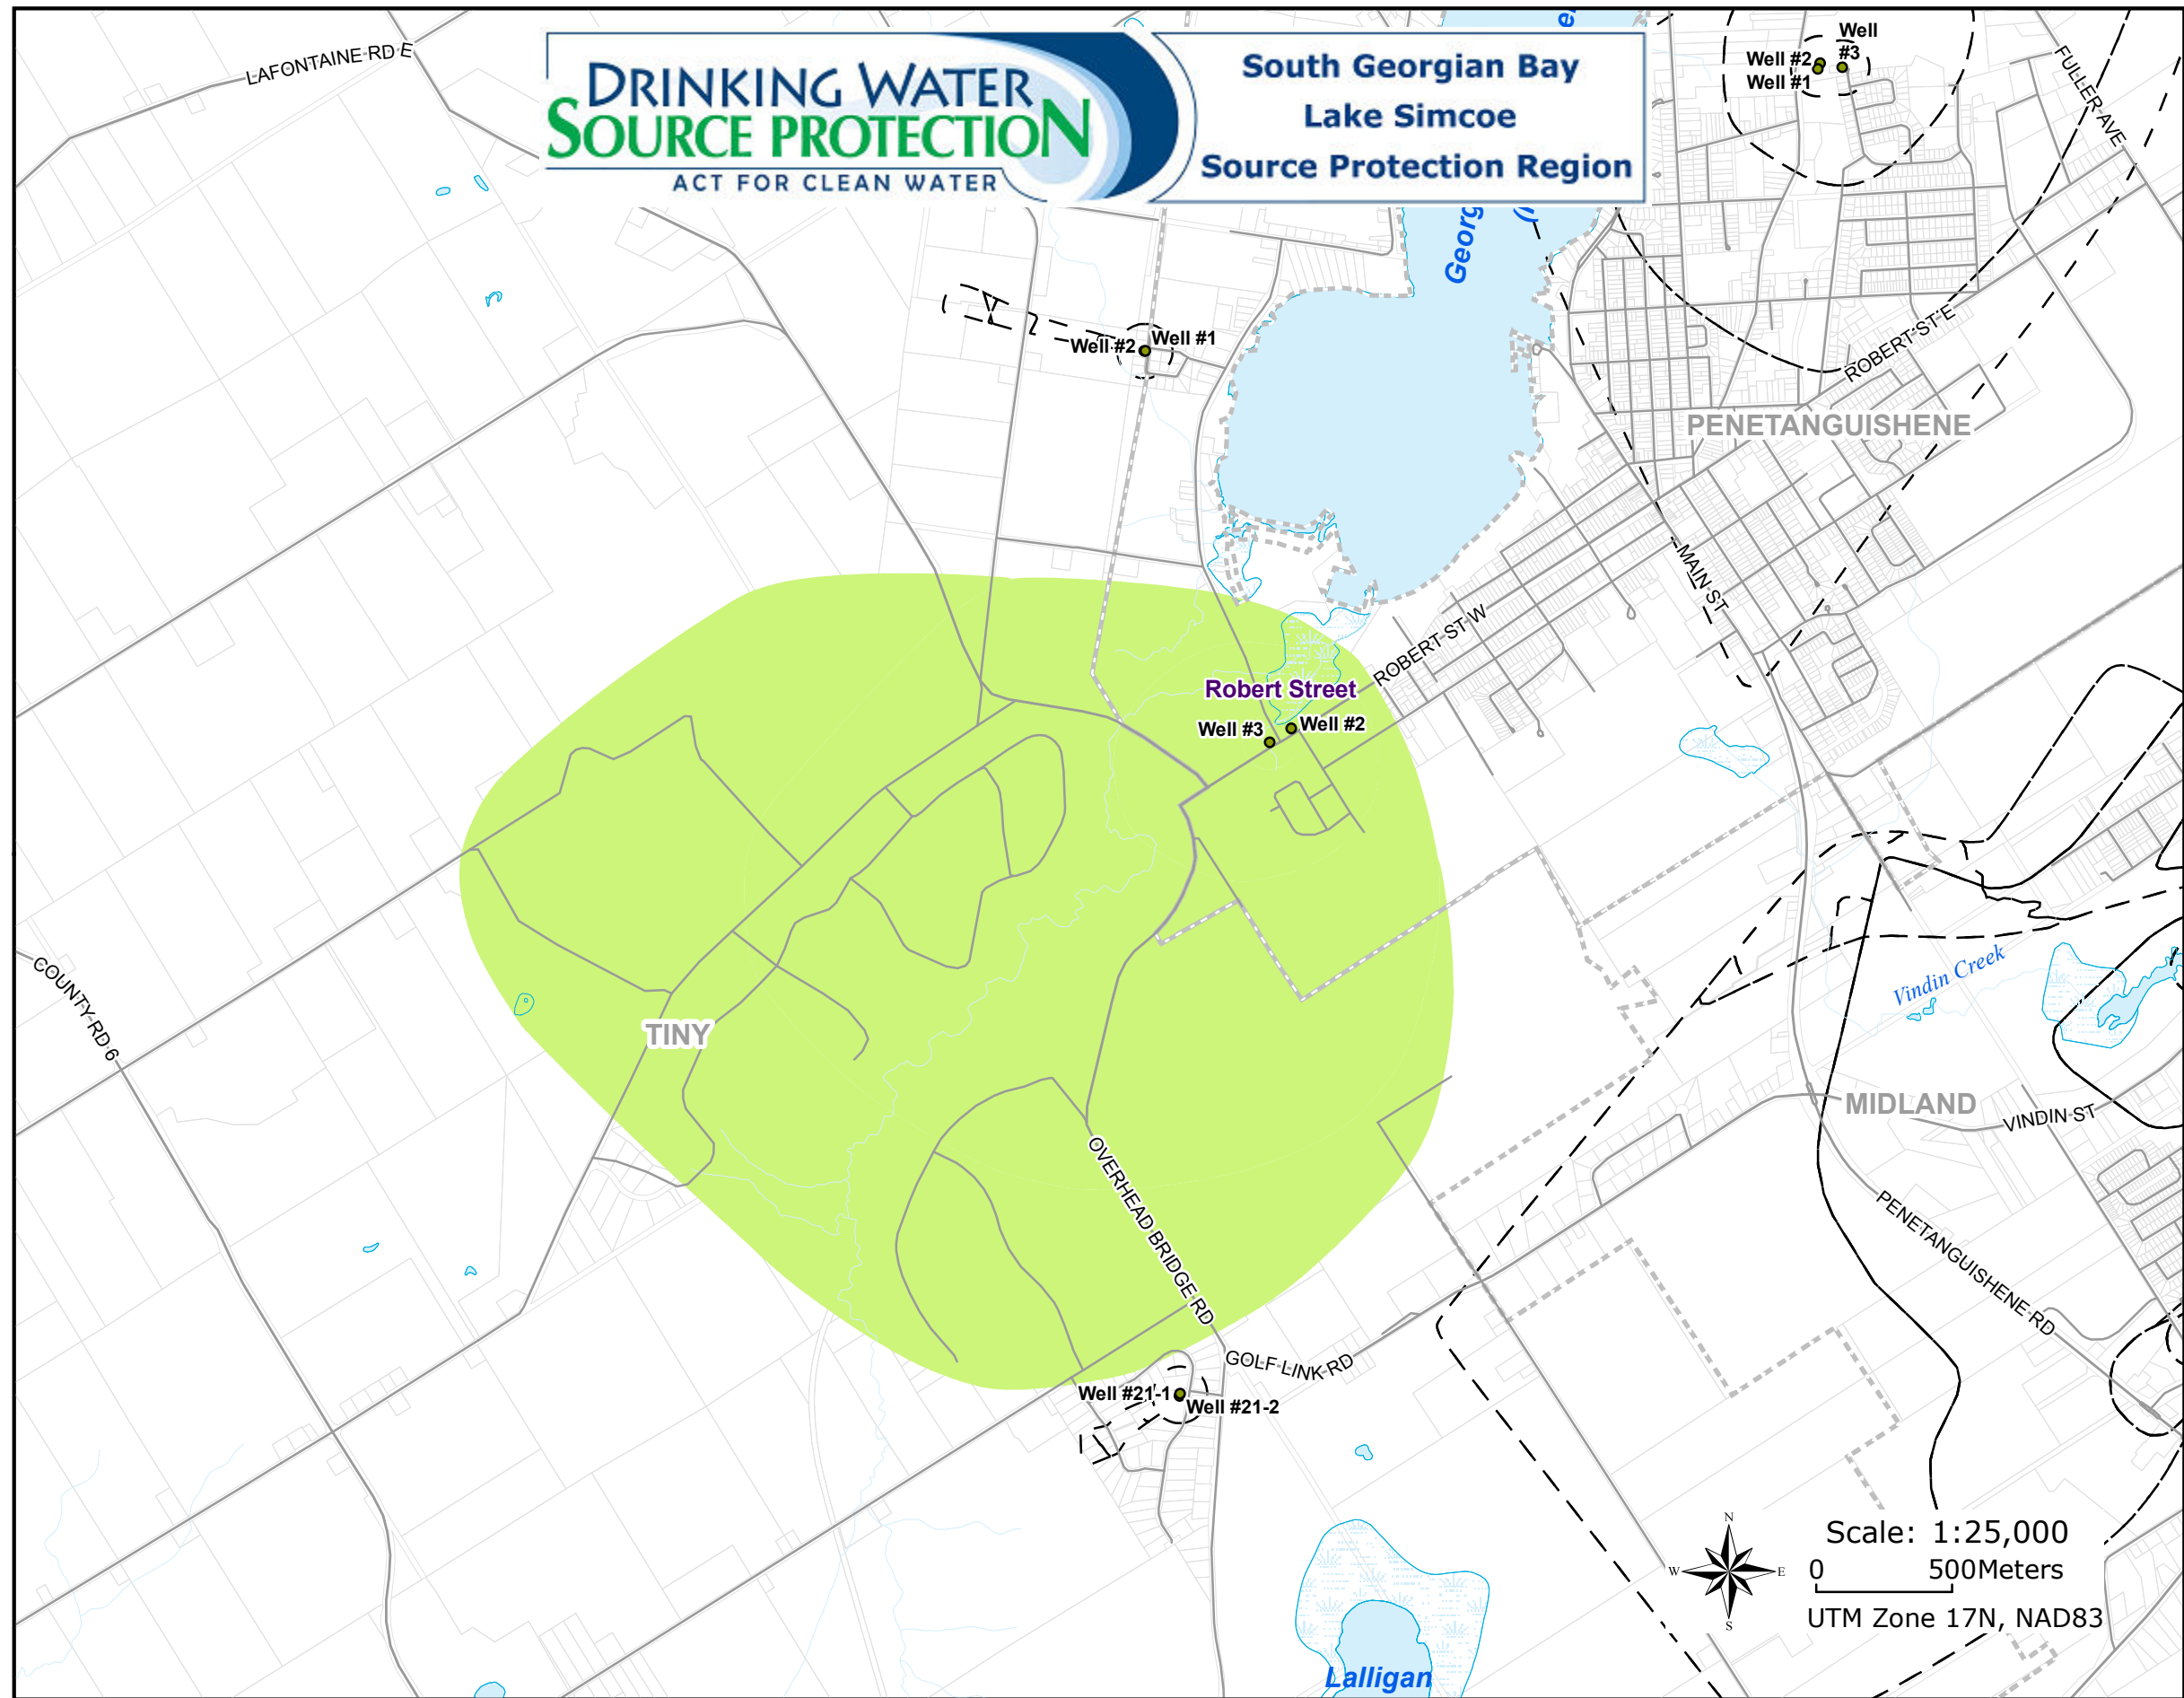 LAFONTAINE RD E
DRINKING WATER
SOURCE PROTECTION
ACT FOR CLEAN WATER
South Georgian Bay
Lake Simcoe
Source Protection Region
Well
#3
Well #2
Well #1
FULLER AVE
Georg
Well #2
Well #1
ROBERT ST E
PENETANGUISHENE
MAIN ST
ROBERT ST W
Robert Street
Well #3
Well #2
COUNTY RD 6
TINY
Vindin Creek
MIDLAND
VINDIN ST
OVERHEAD BRIDGE RD
PENETANGUISHENE RD
GOLF LINK RD
Well #21-1
Well #21-2
N
W
E
S
Scale: 1:25,000
0 500Meters
UTM Zone 17N, NAD83
Lalligan